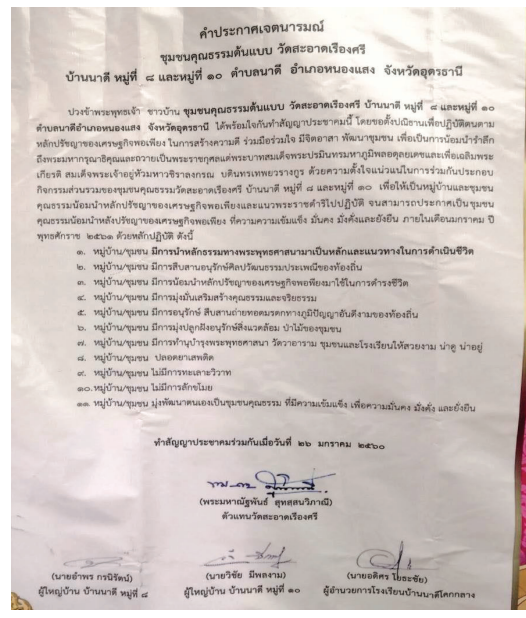 คำประกาศเจตนารมณ์
ชุมชนคุณธรรมต้นแบบ วัดสะอาดเรืองศรี
บ้านนาดี หมู่ที่ ๘ และหมู่ที่ ๑๐ ตำบลนาดี อำเภอหนองแสง จังหวัดอุดรธานี
ปวงข้าพระพุทธเจ้า ชาวบ้าน ชุมชนคุณธรรมต้นแบบ วัดสะอาดเรืองศรี บ้านนาดี หมู่ที่ ๘ และหมู่ที่ ๑๐
ตำบลนาดีอำเภอหนองแสง จังหวัดอุดรธานี ได้พร้อมใจกันทำสัญญาประชาคมนี้ โดยขอตั้งปณิธานเพื่อปฏิบัติตนตาม
หลักปรัชญาของเศรษฐกิจพอเพียง ในการสร้างความดี ร่วมมือร่วมใจ มีจิตอาสา พัฒนาชุมชน เพื่อเป็นการน้อมนำรำลึก
ถึงพระมหากรุณาธิคุณและถวายเป็นพระราชกุศลแด่พระบาทสมเด็จพระปรมินทรมหาภูมิพลอดุลยเดชและเพื่อเฉลิมพระ
เกียรติ สมเด็จพระเจ้าอยู่หัวมหาวชิราลงกรณ บดินทรเทพยวรางกูร ด้วยความตั้งใจแน่วแน่ในการร่วมกันประกอบ
กิจกรรมส่วนรวมของชุมชนคุณธรรมวัดสะอาดเรืองศรี บ้านนาดี หมู่ที่ ๘ และหมู่ที่ ๑๐ เพื่อให้เป็นหมู่บ้านและชุมชน
คุณธรรมน้อมนำหลักปรัชญาของเศรษฐกิจพอเพียงและแนวพระราชดำริไปปฏิบัติ จนสามารถประกาศเป็นชุมชน
คุณธรรมน้อมนำหลักปรัชญาของเศรษฐกิจพอเพียง ที่ความความเข้มแข็ง มั่นคง มั่งคั่งและยั่งยืน ภายในเดือนมกราคม ปี
พุทธศักราช ๒๕๖๑ ด้วยหลักปฏิบัติ ดังนี้
๑. หมู่บ้าน/ชุมชน มีการนำหลักธรรมทางพระพุทธศาสนามาเป็นหลักและแนวทางในการดำเนินชีวิต
๒. หมู่บ้าน/ชุมชน มีการสืบสานอนุรักษ์ศิลปวัฒนธรรมประเพณีของท้องถิ่น
๓. หมู่บ้าน/ชุมชน มีการน้อมนำหลักปรัชญาของเศรษฐกิจพอพียงมาใช้ในการดำรงชีวิต
๔. หมู่บ้าน/ชุมชน มีการมุ่งมั่นเสริมสร้างคุณธรรมและจริยธรรม
๕. หมู่บ้าน/ชุมชน มีการอนุรักษ์ สืบสานถ่ายทอดมรดกทางภูมิปัญญาอันดีงามของท้องถิ่น
๖. หมู่บ้าน/ชุมชน มีการมุ่งปลูกฝังอนุรักษ์สิ่งแวดล้อม ป่าไม้ของชุมชน
๗. หมู่บ้าน/ชุมชน มีการทำนุบำรุงพระพุทธศาสนา วัดวาอาราม ชุมชนและโรงเรียนให้สวยงาม น่าดู น่าอยู่
๘. หมู่บ้าน/ชุมชน ปลอดยาเสพติด
๙. หมู่บ้าน/ชุมชน ไม่มีการทะเลาะวิวาท
๑๐.หมู่บ้าน/ชุมชน ไม่มีการลักขโมย
๑๑.หมู่บ้าน/ชุมชน มุ่งพัฒนาตนเองเป็นชุมชนคุณธรรม ที่มีความเข้มแข็ง เพื่อความมั่นคง มั่งคั่ง และยั่งยืน
ทำสัญญาประชาคมร่วมกันเมื่อวันที่ ๒๖ มกราคม ๒๕๖๐
(พระมหาณัฐพันธ์ สุทสฺสนวิภาณี)
ตัวแทนวัดสะอาดเรืองศรี
(นายอำพร กรนิรัตน์) (นายวิชัย มีพลงาม) (นายอดิศร ไยธะชัย)
ผู้ใหญ่บ้าน บ้านนาดี หมู่ที่ ๘ ผู้ใหญ่บ้าน บ้านนาดี หมู่ที่ ๑๐ ผู้อำนวยการโรงเรียนบ้านนาดีโคกกลาง